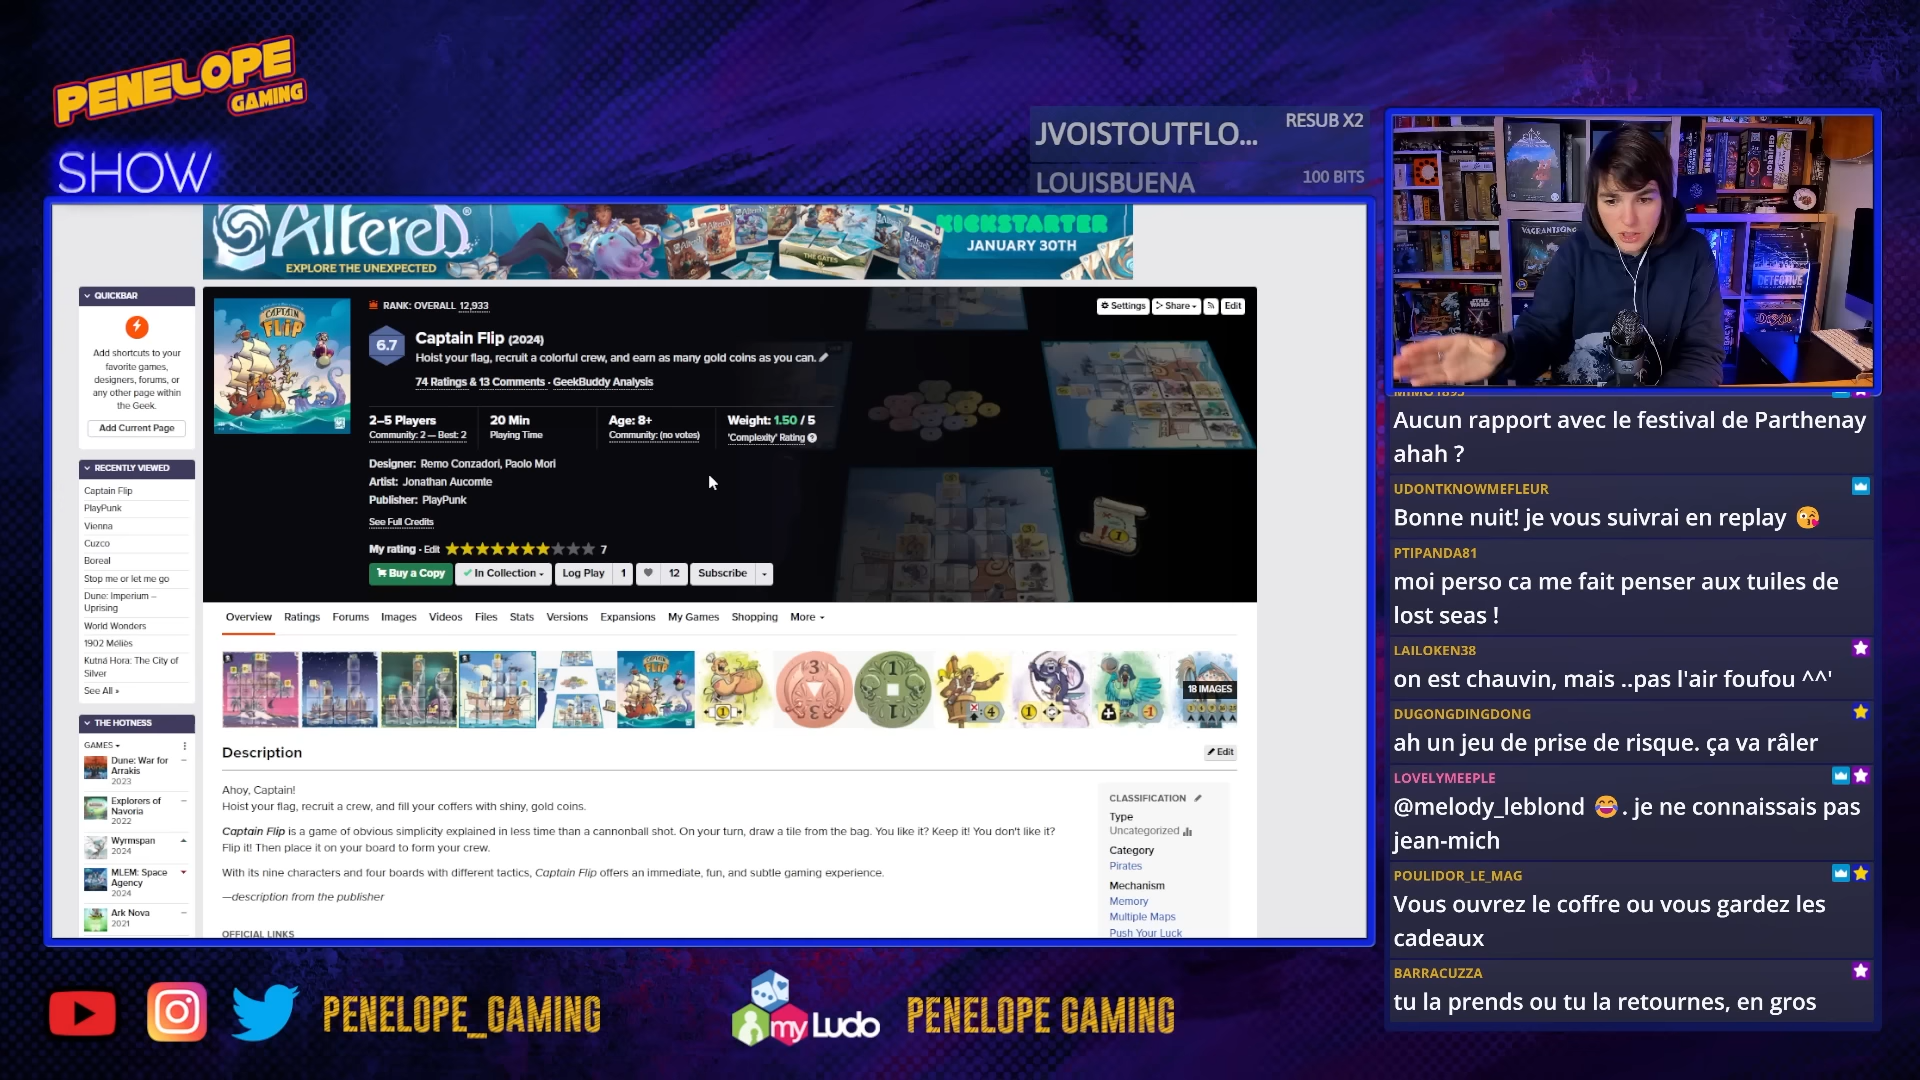 PENELOPE
GAMING
SHOW
JVOISTOUTFLO...
RESUB X2
LOUISBUENA
100 BITS
AltereD
EXPLORE THE UNEXPECTED
KICKSTARTER
JANUARY 30TH
THE GATES
QUICKBAR
Add shortcuts to your
favorite games,
designers, forums, or
any other page within
the Geek.
Add Current Page
RECENTLY VIEWED
Captain Flip
PLAYPUNK
Vienna
Cuzco
Boreal
Stop me or let me go
Dune: Imperium –
Uprising
World Wonders
1902 Méliès
Kutná Hora: The City of
Silver
See All »
THE HOTNESS
GAMES
Dune: War for
Arrakis
2023
Explorers of
Navoria
2022
Wyrmspan
2024
MLEM: Space
Agency
2024
Ark Nova
2021
CAPTAIN
FLIP
RANK: OVERALL 12,933
Settings
Share
Edit
6.7
Captain Flip (2024)
Hoist your flag, recruit a colorful crew, and earn as many gold coins as you can.
74 Ratings & 13 Comments · GeekBuddy Analysis
2–5 Players
Community: 2 — Best: 2
20 Min
Playing Time
Age: 8+
Community: (no votes)
Weight: 1.50 / 5
'Complexity' Rating
Designer: Remo Conzadori, Paolo Mori
Artist: Jonathan Aucomte
Publisher: PlayPunk
See Full Credits
My rating · Edit
7
Buy a Copy
In Collection
Log Play
1
12
Subscribe
Overview
Ratings
Forums
Images
Videos
Files
Stats
Versions
Expansions
My Games
Shopping
More
18 IMAGES
Description
Edit
Ahoy, Captain!
Hoist your flag, recruit a crew, and fill your coffers with shiny, gold coins.
Captain Flip is a game of obvious simplicity explained in less time than a cannonball shot. On your turn, draw a tile from the bag. You like it? Keep it! You don't like it?
Flip it! Then place it on your board to form your crew.
With its nine characters and four boards with different tactics, Captain Flip offers an immediate, fun, and subtle gaming experience.
—description from the publisher
OFFICIAL LINKS
CLASSIFICATION
Type
Uncategorized
Category
Pirates
Mechanism
Memory
Multiple Maps
Push Your Luck
VAGRANTSONG
HORRIFIED
STAR
WARS
DETECTIVE
MIMO1895
Aucun rapport avec le festival de Parthenay
ahah ?
UDONTKNOWMEFLEUR
Bonne nuit! je vous suivrai en replay 😘
PTIPANDA81
moi perso ca me fait penser aux tuiles de
lost seas !
LAILOKEN38
on est chauvin, mais ..pas l'air foufou ^^'
DUGONGDINGDONG
ah un jeu de prise de risque. ça va râler
LOVELYMEEPLE
@melody_leblond 😂. je ne connaissais pas
jean-mich
POULIDOR_LE_MAG
Vous ouvrez le coffre ou vous gardez les
cadeaux
BARRACUZZA
tu la prends ou tu la retournes, en gros
PENELOPE_GAMING
myLudo
PENELOPE GAMING